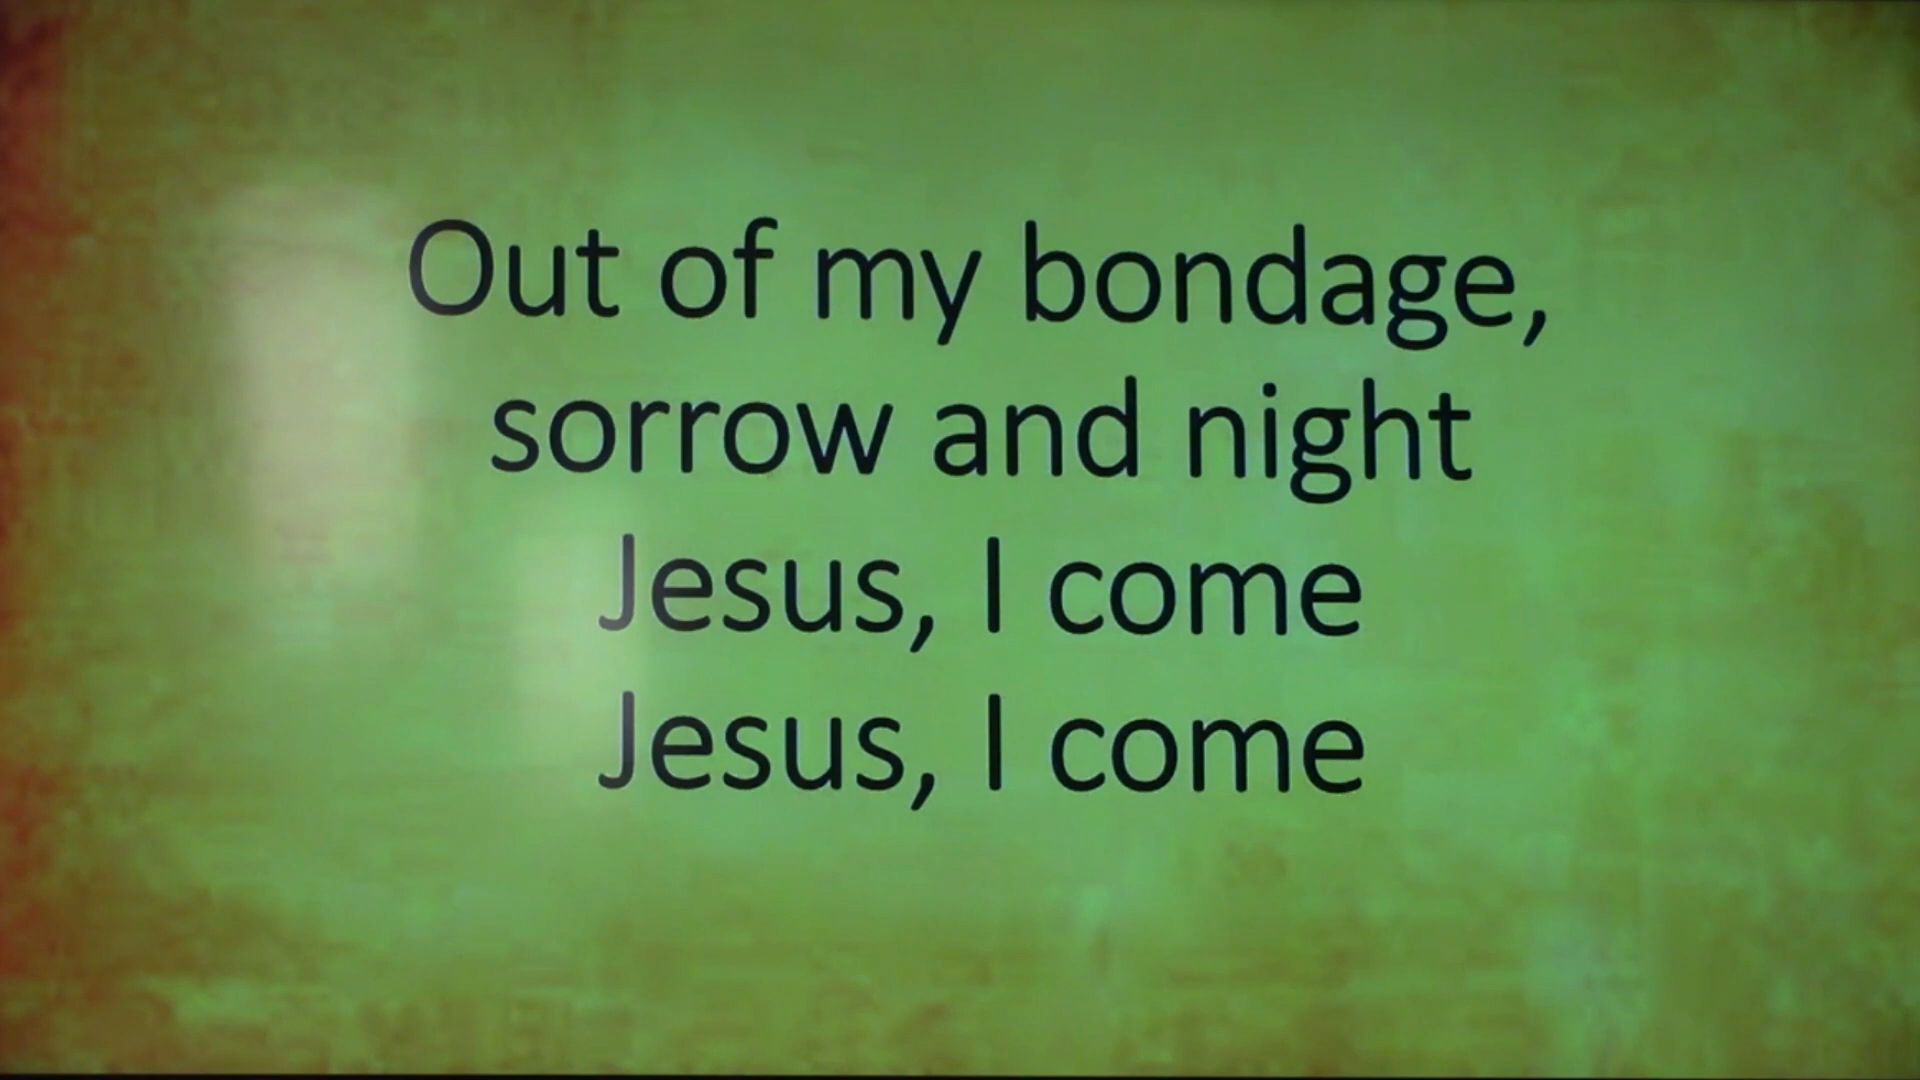 Out of my bondage,
sorrow and night
Jesus, I come
Jesus, I come